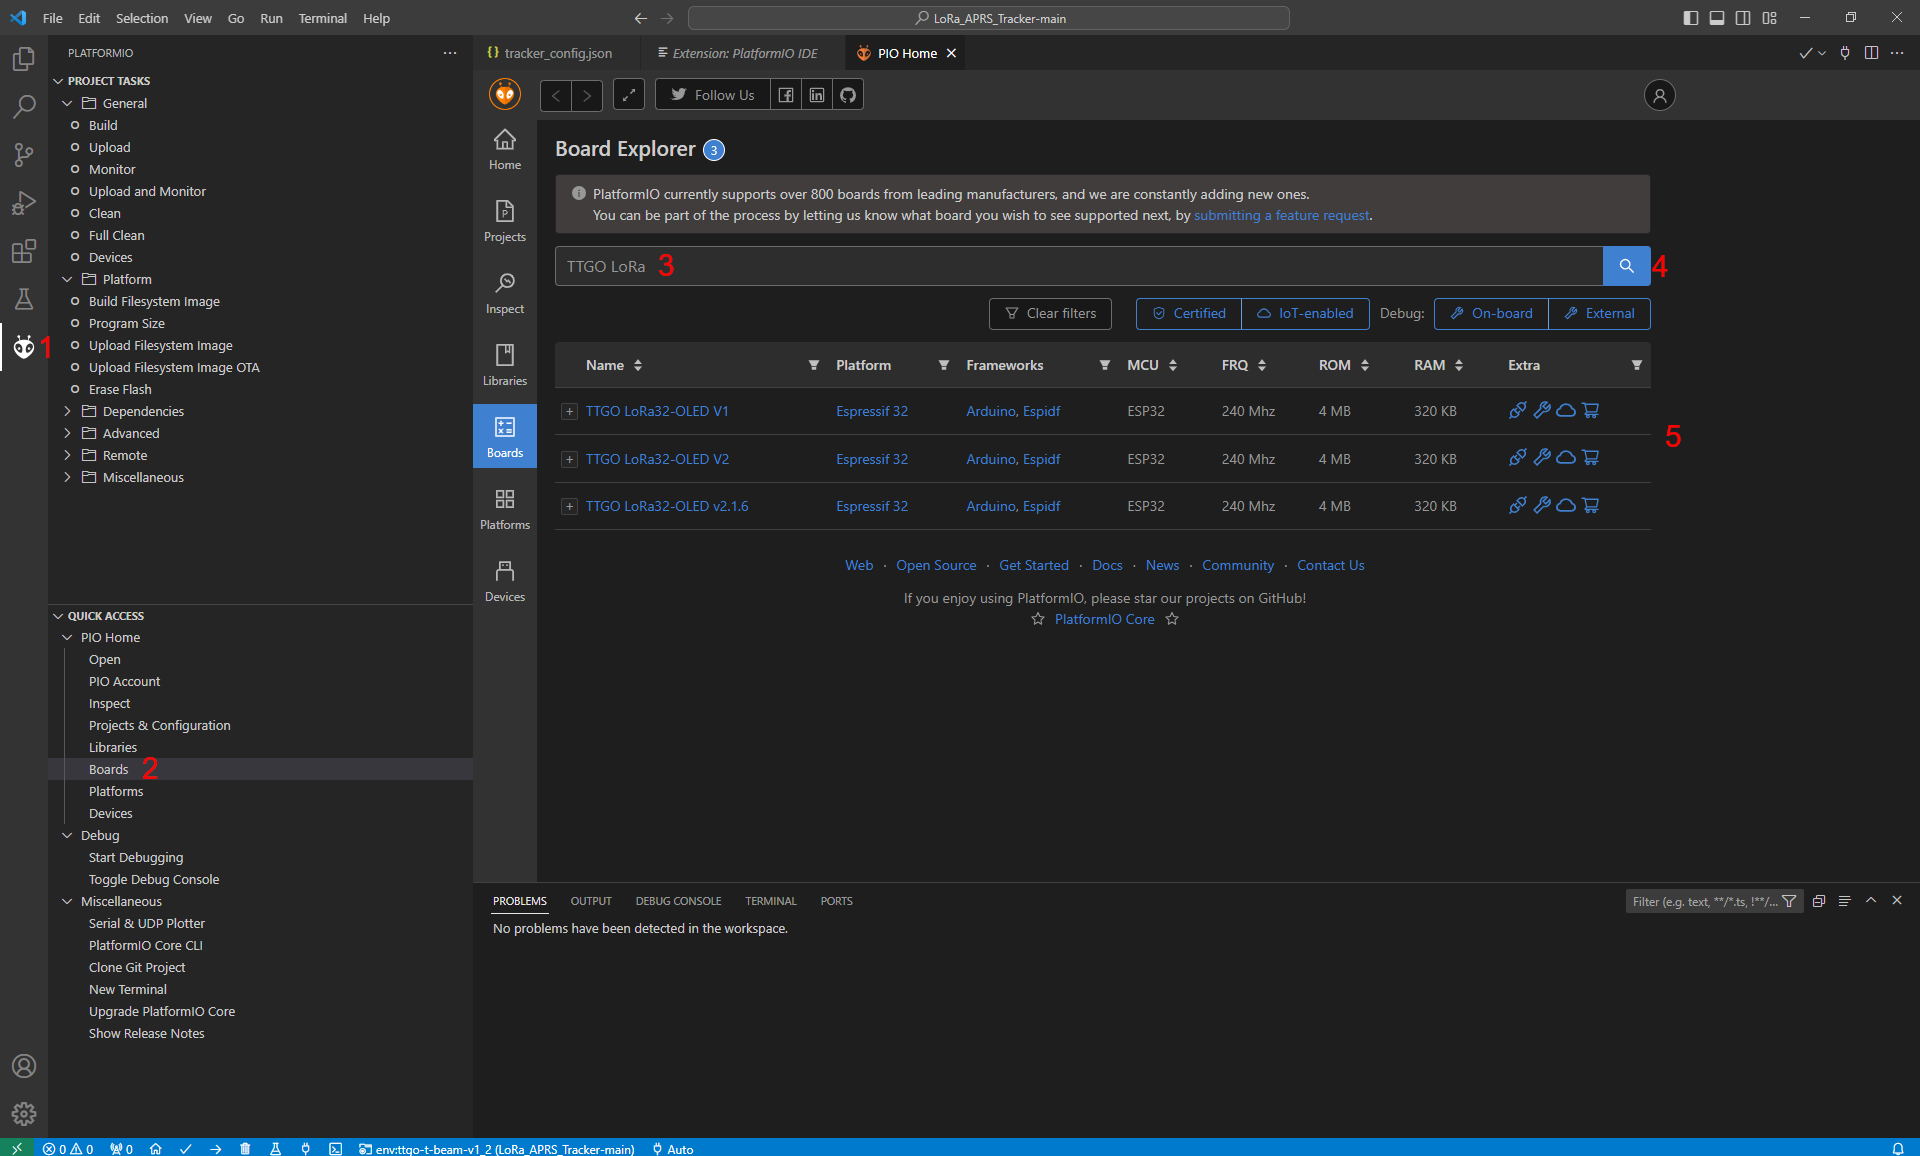 File Edit Selection View Go Run Terminal Help
LoRa_APRS_Tracker-main
PLATFORMIO
PROJECT TASKS
General
Build
Upload
Monitor
Upload and Monitor
Clean
Full Clean
Devices
Platform
Build Filesystem Image
Program Size
Upload Filesystem Image
Upload Filesystem Image OTA
Erase Flash
Dependencies
Advanced
Remote
Miscellaneous
1
QUICK ACCESS
PIO Home
Open
PIO Account
Inspect
Projects & Configuration
Libraries
Boards 2
Platforms
Devices
Debug
Start Debugging
Toggle Debug Console
Miscellaneous
Serial & UDP Plotter
PlatformIO Core CLI
Clone Git Project
New Terminal
Upgrade PlatformIO Core
Show Release Notes
{} tracker_config.json Extension: PlatformIO IDE PIO Home
Follow Us
Home
Projects
Inspect
Libraries
Boards
Platforms
Devices
Board Explorer 3
PlatformIO currently supports over 800 boards from leading manufacturers, and we are constantly adding new ones.
You can be part of the process by letting us know what board you wish to see supported next, by submitting a feature request.
TTGO LoRa 3 4
Clear filters Certified IoT-enabled Debug: On-board External
Name Platform Frameworks MCU FRQ ROM RAM Extra
TTGO LoRa32-OLED V1 Espressif 32 Arduino, Espidf ESP32 240 Mhz 4 MB 320 KB
5
TTGO LoRa32-OLED V2 Espressif 32 Arduino, Espidf ESP32 240 Mhz 4 MB 320 KB
TTGO LoRa32-OLED v2.1.6 Espressif 32 Arduino, Espidf ESP32 240 Mhz 4 MB 320 KB
Web · Open Source · Get Started · Docs · News · Community · Contact Us
If you enjoy using PlatformIO, please star our projects on GitHub!
PlatformIO Core
PROBLEMS OUTPUT DEBUG CONSOLE TERMINAL PORTS
Filter (e.g. text, **/*.ts, !**/...
No problems have been detected in the workspace.
0 0 0 env:ttgo-t-beam-v1_2 (LoRa_APRS_Tracker-main) Auto